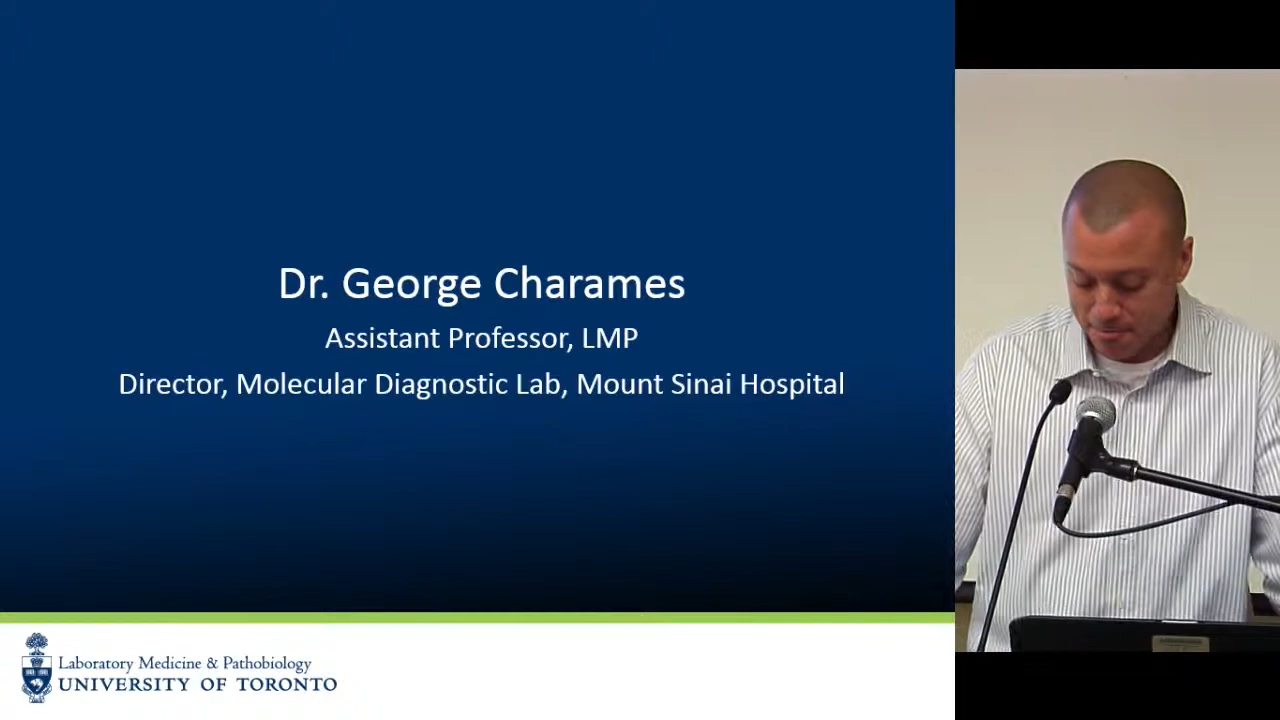 Dr. George Charames
Assistant Professor, LMP
Director, Molecular Diagnostic Lab, Mount Sinai Hospital
Laboratory Medicine & Pathobiology
UNIVERSITY OF TORONTO